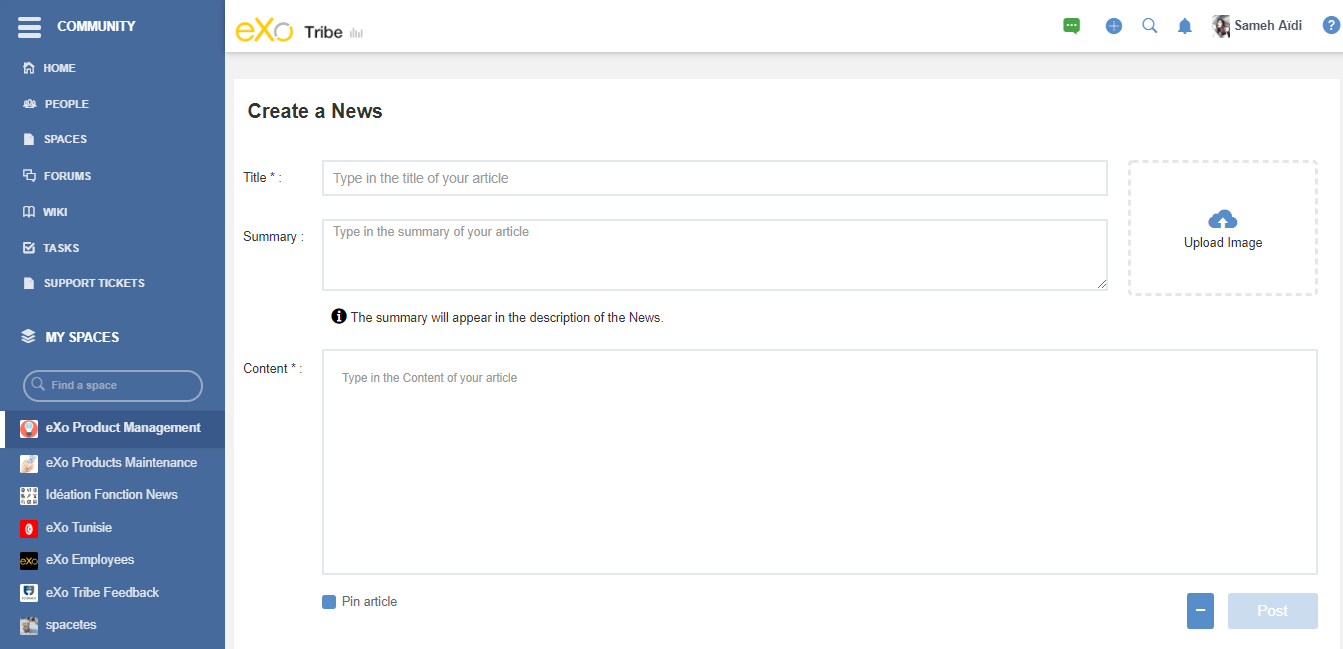 COMMUNITY
HOME
PEOPLE
SPACES
FORUMS
WIKI
TASKS
SUPPORT TICKETS
MY SPACES
Find a space
eXo Product Management
eXo Products Maintenance
Idéation Fonction News
eXo Tunisie
eXo
eXo Employees
eXo Tribe Feedback
spacetes
eXo Tribe
Sameh Aïdi
?
Create a News
Title * :
Type in the title of your article
Upload Image
Summary :
Type in the summary of your article
The summary will appear in the description of the News.
Content * :
Type in the Content of your article
Pin article
Post